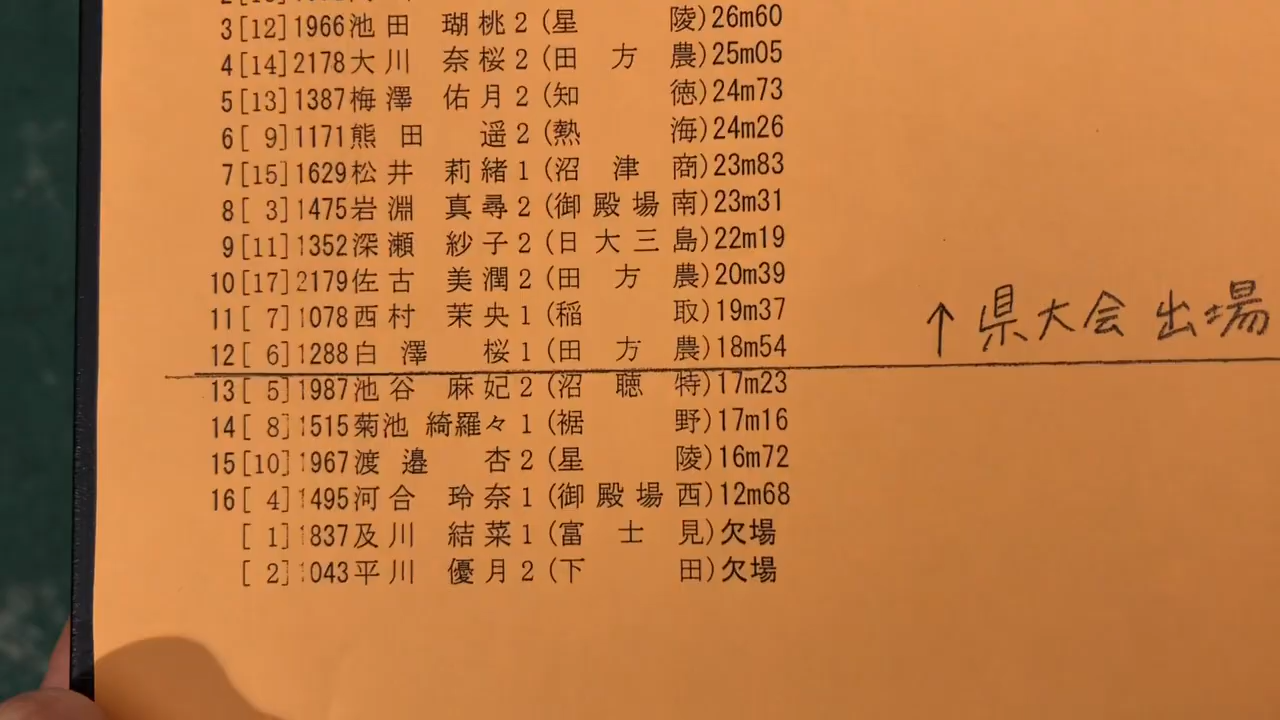 3[12]1966池田 瑚桃2(星 陵)26m60
4[14]2178大川 奈桜2(田方農)25m05
5[13]1387梅澤 佑月2(知 徳)24m73
6[ 9]1171熊田 遥2(熱 海)24m26
7[15]1629松井 莉緒1(沼津商)23m83
8[ 3]1475岩淵 真尋2(御殿場南)23m31
9[11]1352深瀬 紗子2(日大三島)22m19
10[17]2179佐古 美潤2(田方農)20m39
11[ 7]1078西村 茉央1(稲 取)19m37
12[ 6]1288白澤 桜1(田方農)18m54
↑県大会 出場
13[ 5]1987池谷 麻妃2(沼聴特)17m23
14[ 8]1515菊池 綺羅々1(裾 野)17m16
15[10]1967渡邉 杏2(星 陵)16m72
16[ 4]1495河合 玲奈1(御殿場西)12m68
[ 1]1837及川 結菜1(富士見)欠場
[ 2]1043平川 優月2(下 田)欠場